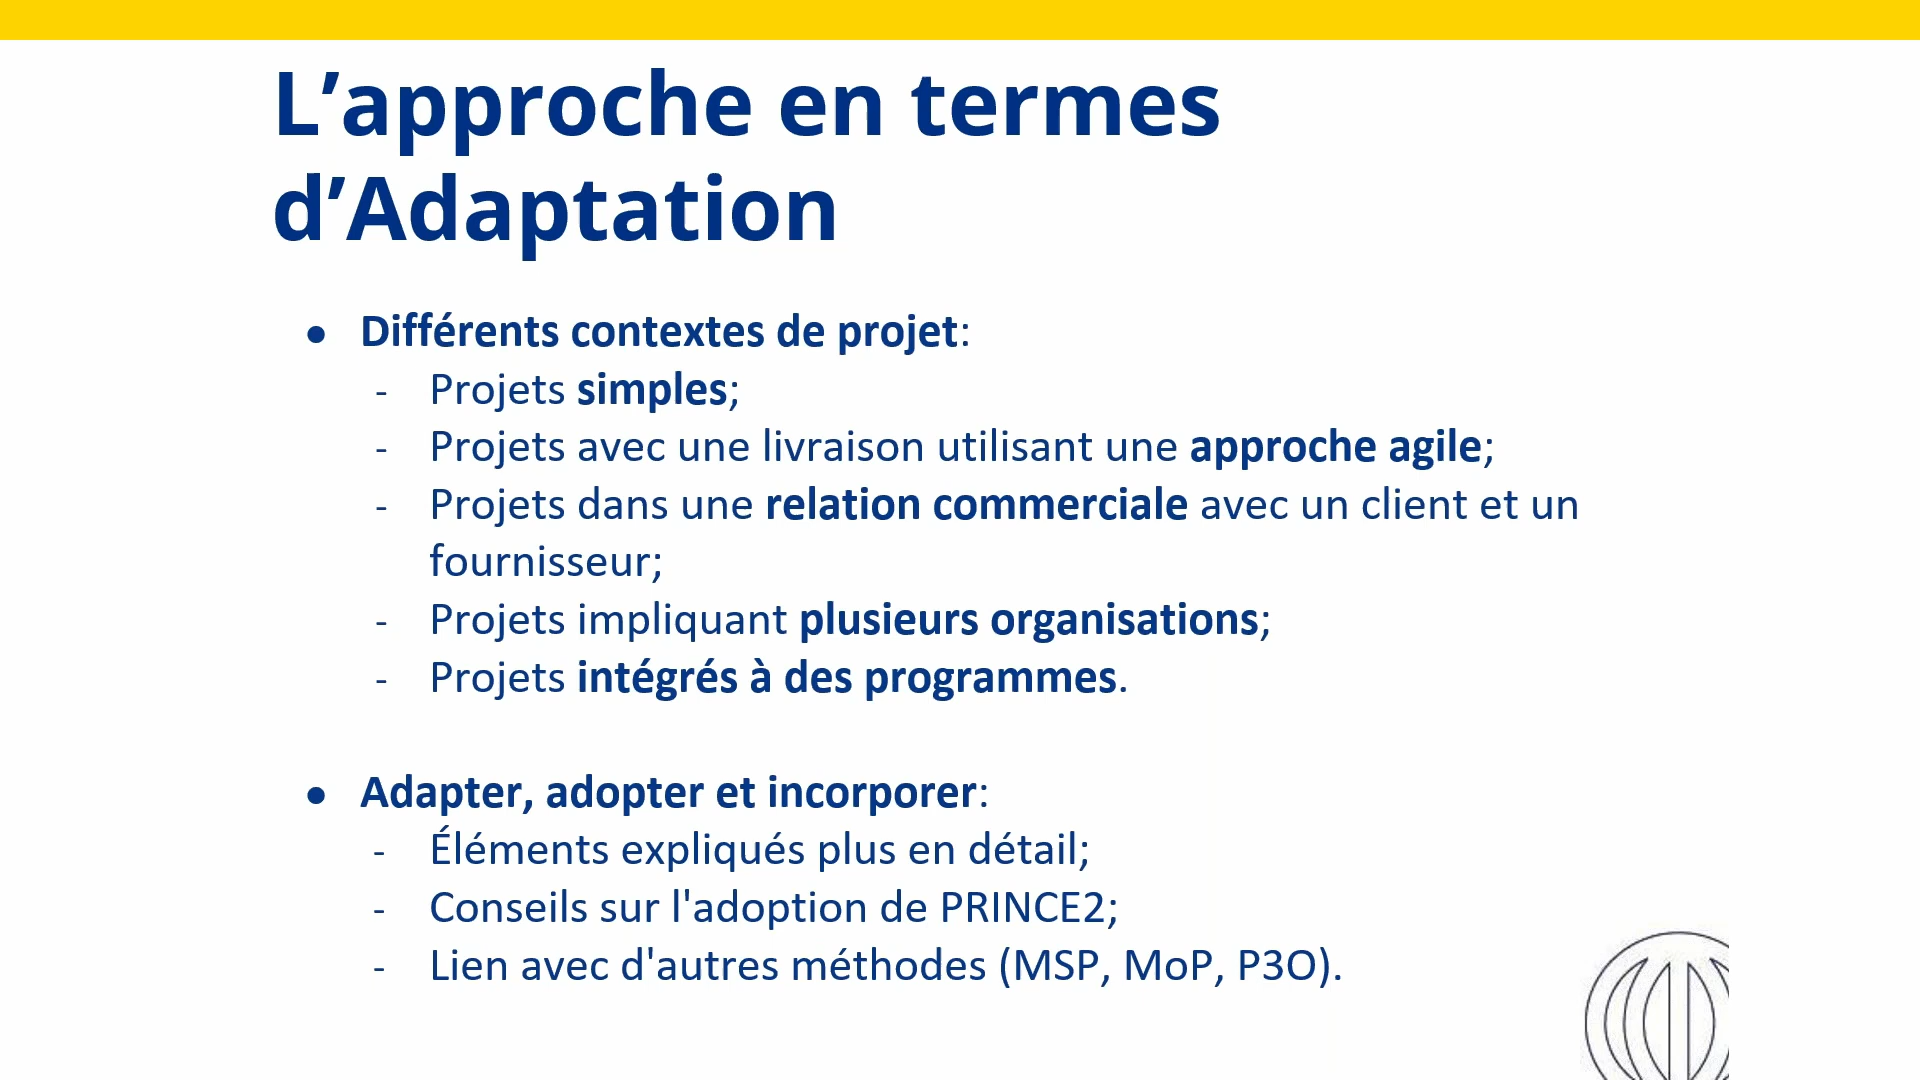 L’approche en termes
d’Adaptation
● Différents contextes de projet:
- Projets simples;
- Projets avec une livraison utilisant une approche agile;
- Projets dans une relation commerciale avec un client et un
fournisseur;
- Projets impliquant plusieurs organisations;
- Projets intégrés à des programmes.
● Adapter, adopter et incorporer:
- Éléments expliqués plus en détail;
- Conseils sur l'adoption de PRINCE2;
- Lien avec d'autres méthodes (MSP, MoP, P3O).